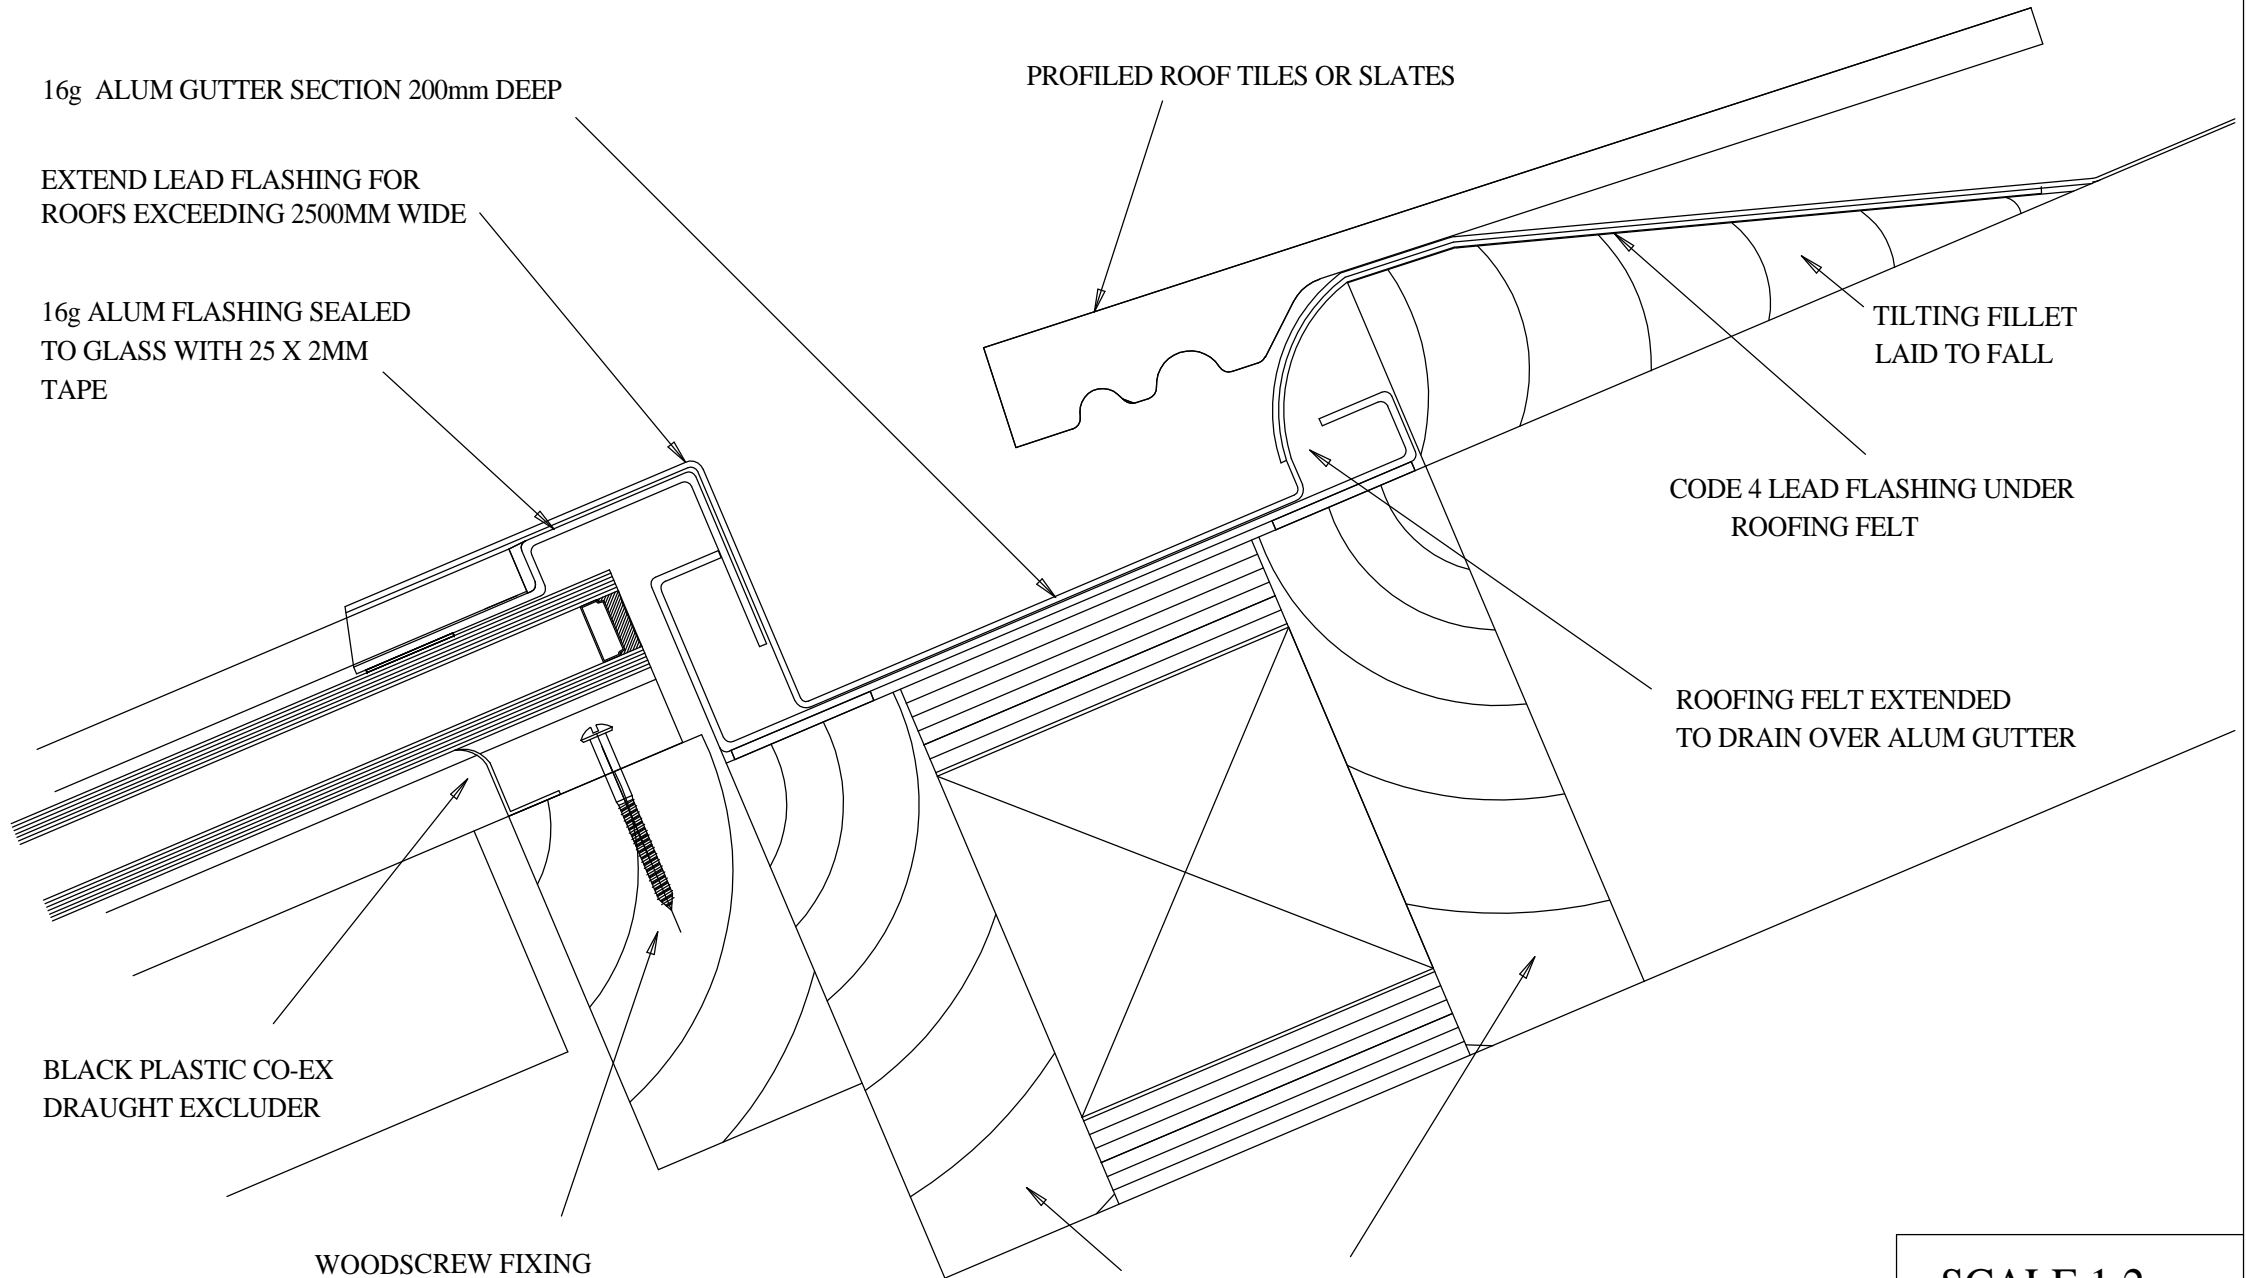 16g ALUM GUTTER SECTION 200mm DEEP
PROFILED ROOF TILES OR SLATES
EXTEND LEAD FLASHING FOR
ROOFS EXCEEDING 2500MM WIDE
16g ALUM FLASHING SEALED
TO GLASS WITH 25 X 2MM
TAPE
TILTING FILLET
LAID TO FALL
CODE 4 LEAD FLASHING UNDER
ROOFING FELT
ROOFING FELT EXTENDED
TO DRAIN OVER ALUM GUTTER
BLACK PLASTIC CO-EX
DRAUGHT EXCLUDER
WOODSCREW FIXING
SCALE 1:2